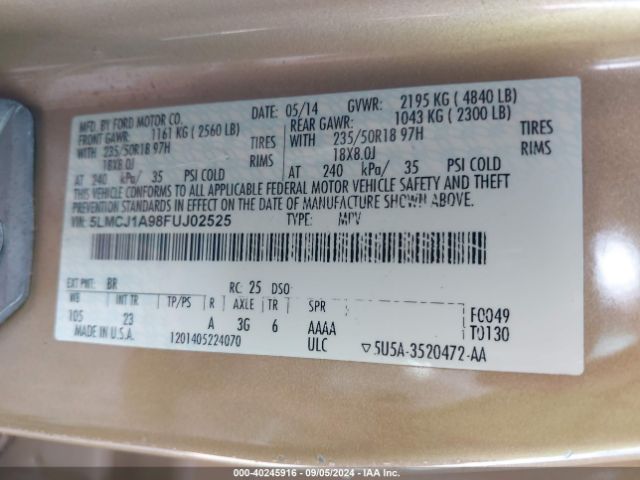 MFD. BY FORD MOTOR CO. DATE: 05/14 GVWR: 2195 KG ( 4840 LB)
FRONT GAWR: 1161 KG ( 2560 LB) REAR GAWR: 1043 KG ( 2300 LB)
WITH 235/50R18 97H TIRES WITH 235/50R18 97H TIRES
18X8.0J RIMS 18X8.0J RIMS
AT 240 kPa/ 35 PSI COLD AT 240 kPa/ 35 PSI COLD
THIS VEHICLE CONFORMS TO ALL APPLICABLE FEDERAL MOTOR VEHICLE SAFETY AND THEFT
PREVENTION STANDARDS IN EFFECT ON THE DATE OF MANUFACTURE SHOWN ABOVE.
VIN: 5LMCJ1A98FUJ02525 TYPE: MPV
EXT PNT: BR RC: 25 DSO:
WB INT TR. TP/PS R AXLE TR SPR
105 23 A 3G 6 AAAA F0049
MADE IN U.S.A. 1201405224070 ULC T0130
▽5U5A-3520472-AA
000-40245916 - 09/05/2024 - IAA Inc.